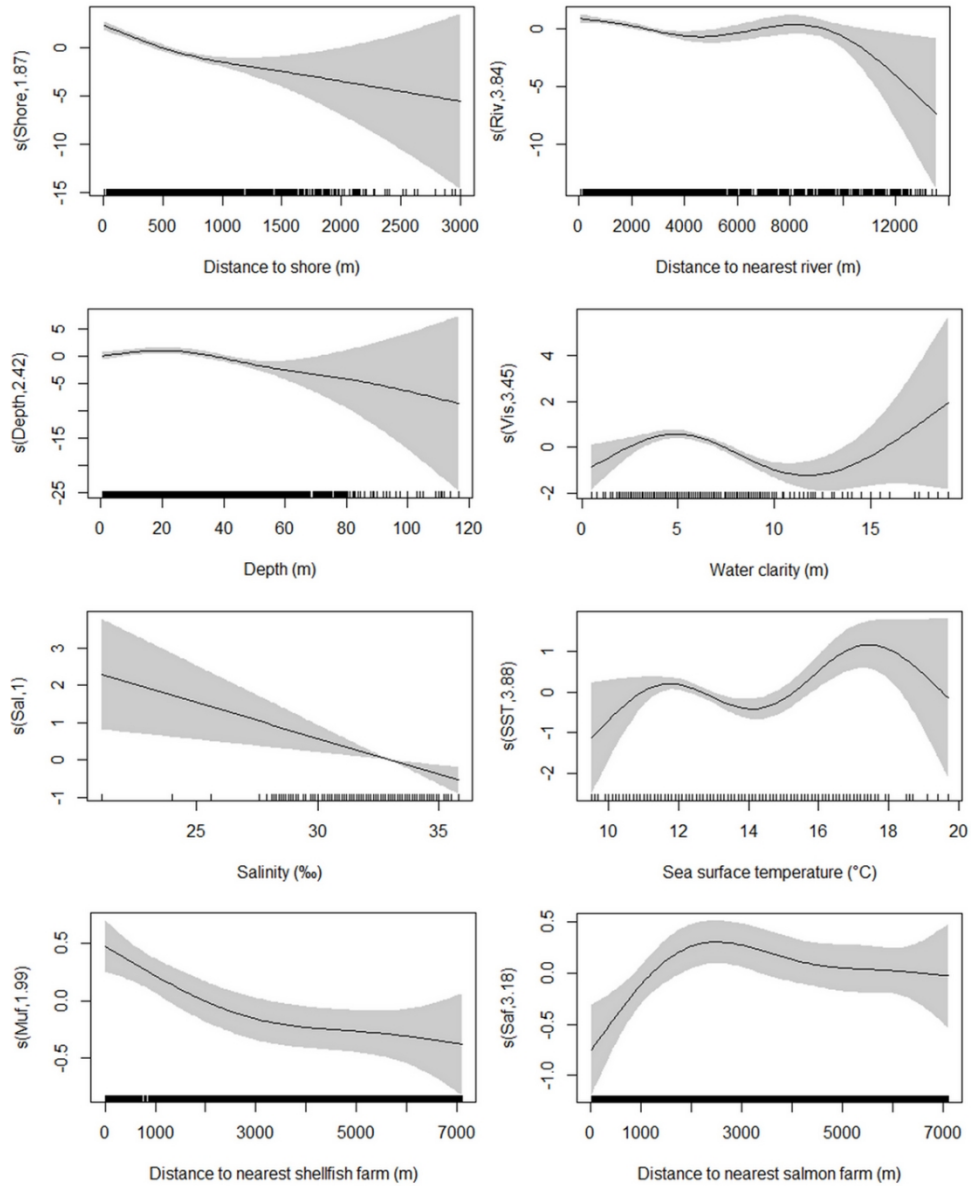 s(Shore,1.87)
0
-5
-10
-15
0 500 1000 1500 2000 2500 3000
Distance to shore (m)
s(Riv,3.84)
0
-5
-10
0 2000 4000 6000 8000 12000
Distance to nearest river (m)
s(Depth,2.42)
5
0
-5
-15
-25
0 20 40 60 80 100 120
Depth (m)
s(Vis,3.45)
4
2
0
-2
5 10 15
Water clarity (m)
s(Sal,1)
3
2
1
0
-1
25 30 35
Salinity (‰)
s(SST,3.88)
1
0
-1
-2
10 12 14 16 18 20
Sea surface temperature (°C)
s(Muf,1.99)
0.5
0.0
-0.5
0 1000 3000 5000 7000
Distance to nearest shellfish farm (m)
s(Saf,3.18)
0.5
0.0
-0.5
-1.0
0 1000 3000 5000 7000
Distance to nearest salmon farm (m)